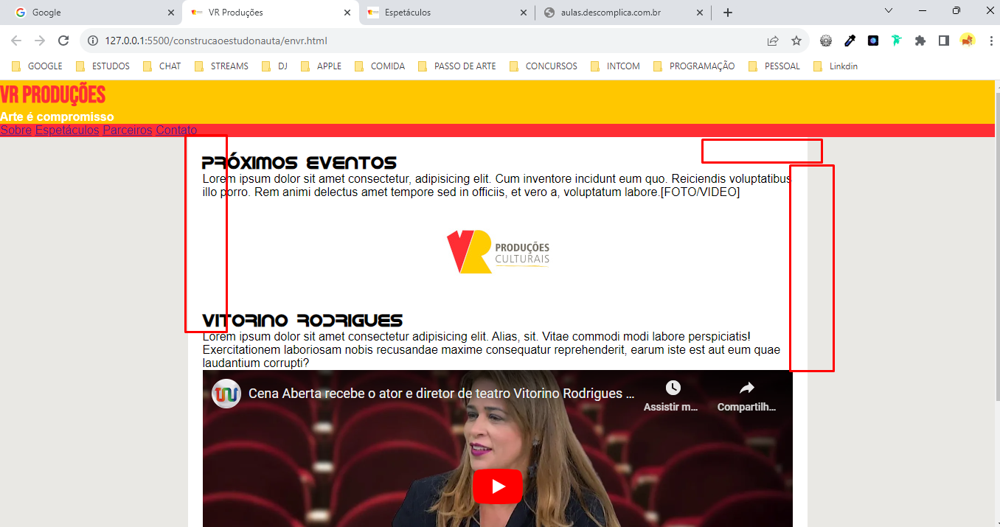 Google
VR Produções
Espetáculos
aulas.descomplica.com.br
127.0.0.1:5500/construcaoestudonauta/envr.html
GOOGLE ESTUDOS CHAT STREAMS DJ APPLE COMIDA PASSO DE ARTE CONCURSOS INTCOM PROGRAMAÇÃO PESSOAL Linkdin
VR PRODUÇÕES
Arte é compromisso
Sobre Espetáculos Parceiros Contato
PRÓXIMOS EVENTOS
Lorem ipsum dolor sit amet consectetur, adipisicing elit. Cum inventore incidunt eum quo. Reiciendis voluptatibus
illo porro. Rem animi delectus amet tempore sed in officiis, et vero a, voluptatum labore.[FOTO/VIDEO]
VR PRODUÇÕES
CULTURAIS
VITORINO RODRIGUES
Lorem ipsum dolor sit amet consectetur adipisicing elit. Alias, sit. Vitae commodi modi labore perspiciatis!
Exercitationem laboriosam nobis recusandae maxime consequatur reprehenderit, earum iste est aut eum quae
laudantium corrupti?
Cena Aberta recebe o ator e diretor de teatro Vitorino Rodrigues ...
Assistir m... Compartilh...